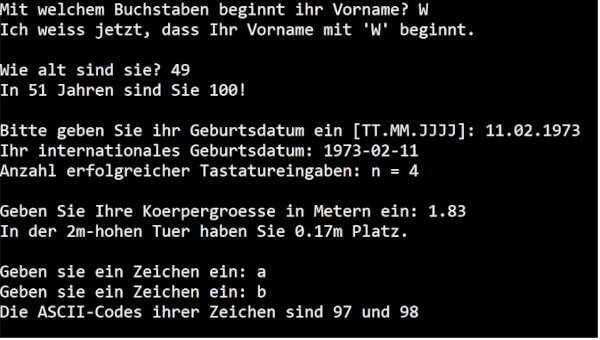 Mit welchem Buchstaben beginnt ihr Vorname? W
Ich weiss jetzt, dass Ihr Vorname mit 'W' beginnt.
Wie alt sind sie? 49
In 51 Jahren sind Sie 100!
Bitte geben Sie ihr Geburtsdatum ein [TT.MM.JJJJ]: 11.02.1973
Ihr internationales Geburtsdatum: 1973-02-11
Anzahl erfolgreicher Tastatureingaben: n = 4
Geben Sie Ihre Koerpergroesse in Metern ein: 1.83
In der 2m-hohen Tuer haben Sie 0.17m Platz.
Geben sie ein Zeichen ein: a
Geben sie ein Zeichen ein: b
Die ASCII-Codes ihrer Zeichen sind 97 und 98